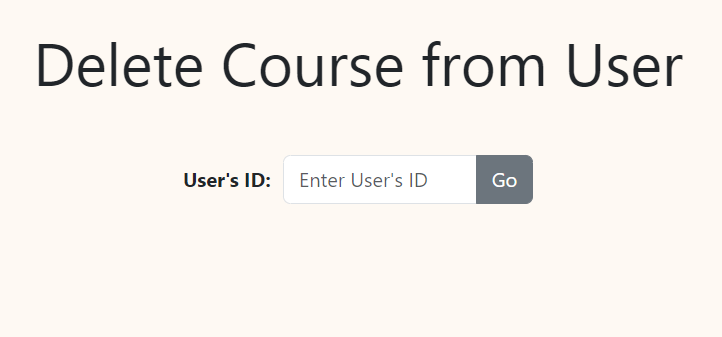 Delete Course from User
User's ID: Enter User's ID Go